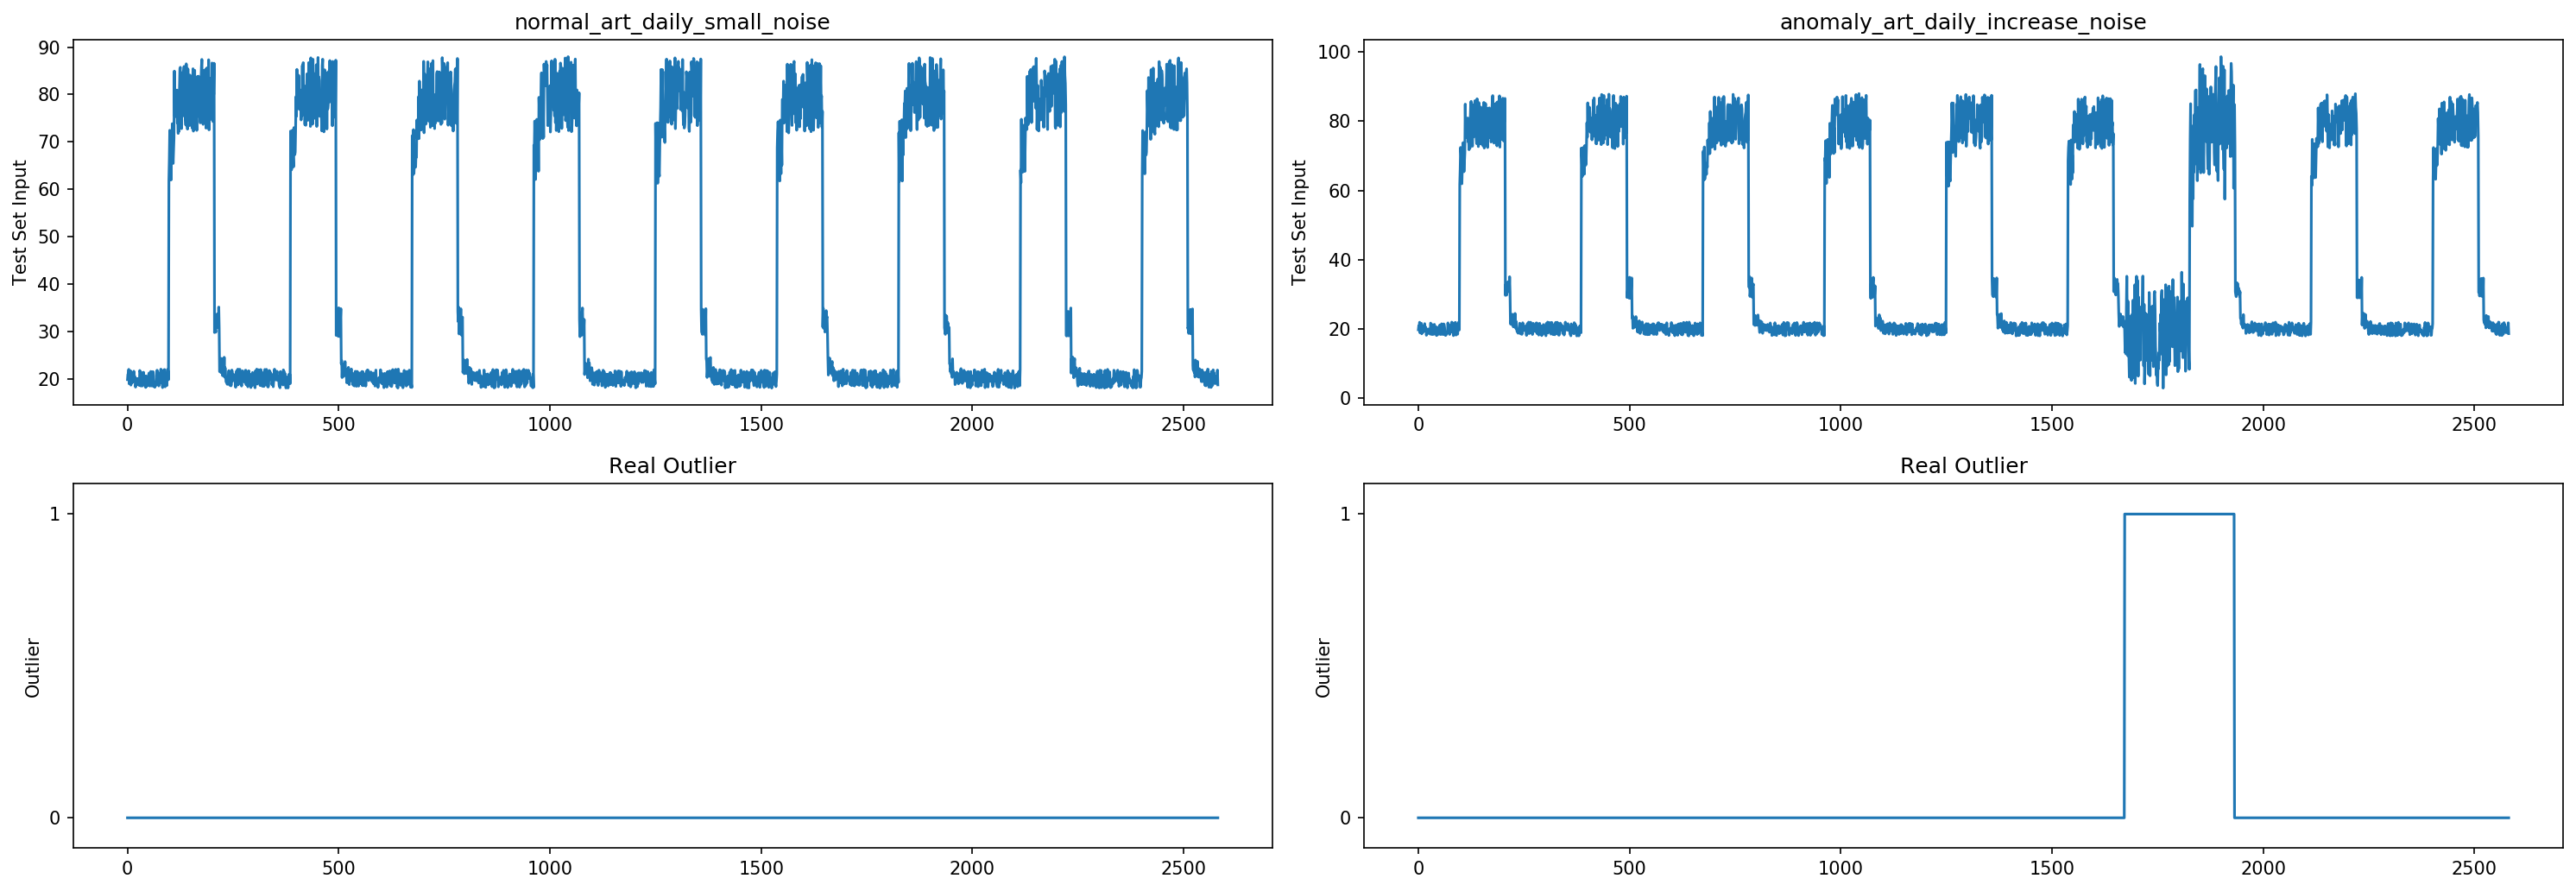 normal_art_daily_small_noise
Test Set Input
90
80
70
60
50
40
30
20
0 500 1000 1500 2000 2500
anomaly_art_daily_increase_noise
Test Set Input
100
80
60
40
20
0
0 500 1000 1500 2000 2500
Real Outlier
Outlier
1
0
0 500 1000 1500 2000 2500
Real Outlier
Outlier
1
0
0 500 1000 1500 2000 2500